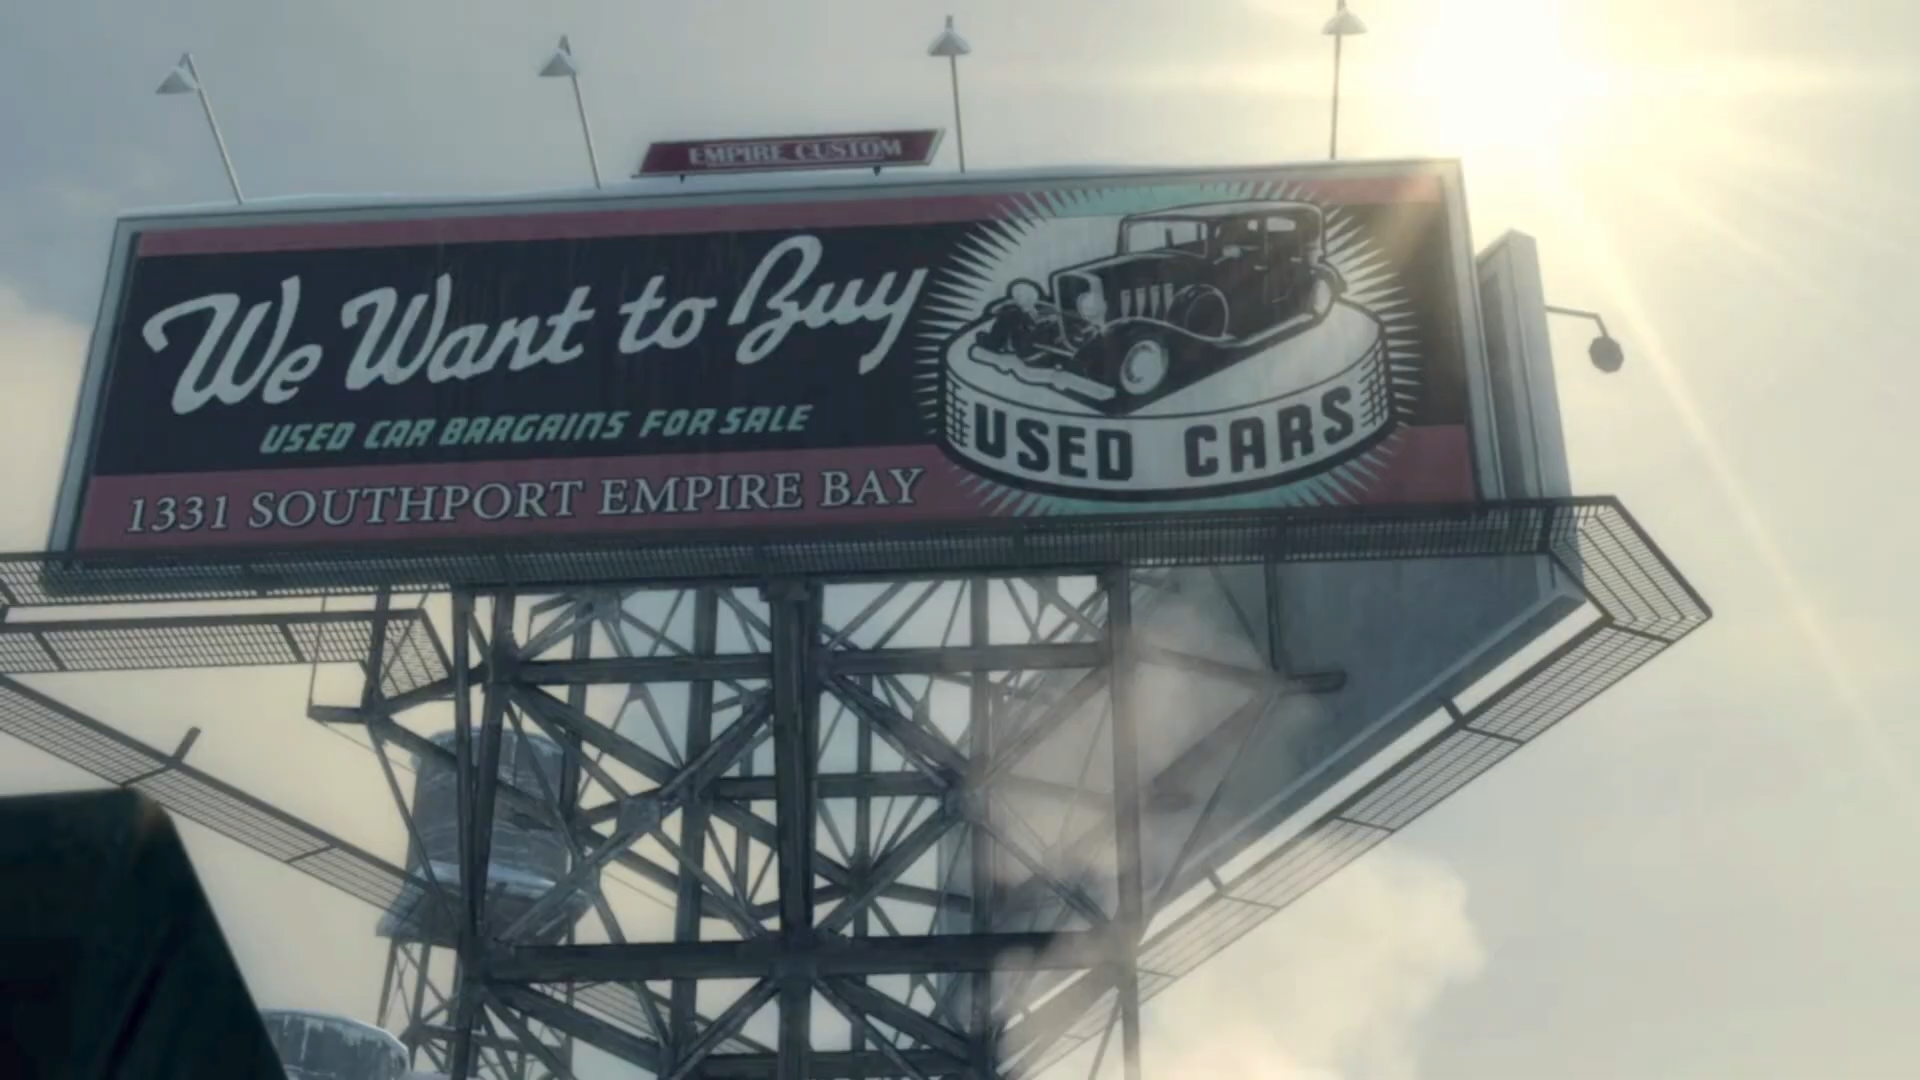 EMPIRE CUSTOM
We Want to Buy
USED CAR BARGAINS FOR SALE
1331 SOUTHPORT EMPIRE BAY
USED CARS